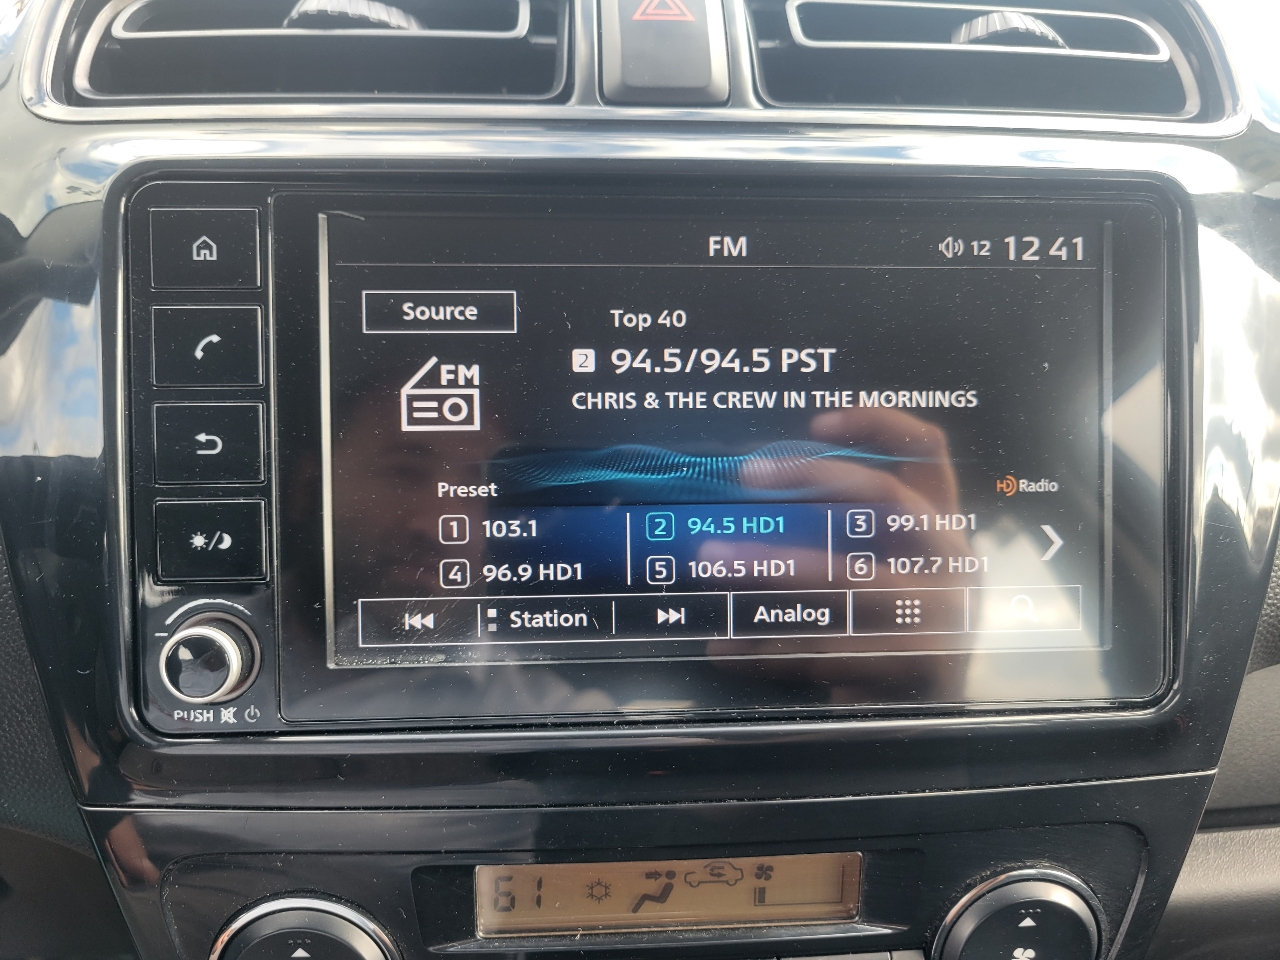 FM
12
12 41
Source
Top 40
FM
2 94.5/94.5 PST
CHRIS & THE CREW IN THE MORNINGS
Preset
HD Radio
1 103.1
2 94.5 HD1
3 99.1 HD1
4 96.9 HD1
5 106.5 HD1
6 107.7 HD1
Station
Analog
PUSH
61